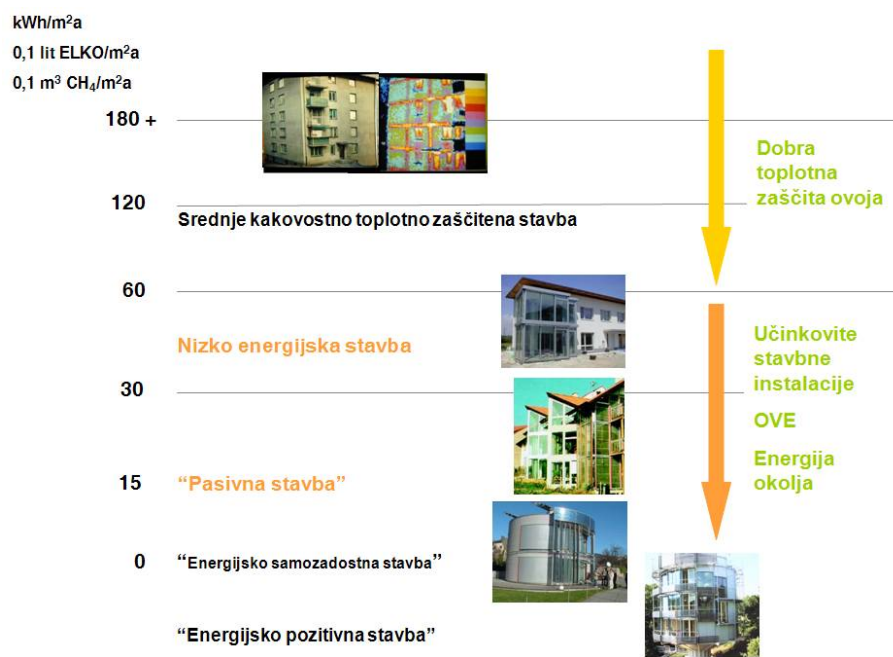 kWh/m²a
0,1 lit ELKO/m²a
0,1 m³ CH₄/m²a
180 +
Dobra
toplotna
zaščita ovoja
120
Srednje kakovostno toplotno zaščitena stavba
60
Nizko energijska stavba
Učinkovite
stavbne
instalacije
30
OVE
Energija
okolja
15
“Pasivna stavba”
0
“Energijsko samozadostna stavba”
“Energijsko pozitivna stavba”